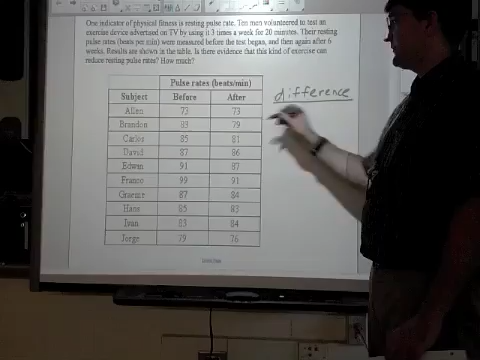 One indicator of physical fitness is resting pulse rate. Ten men volunteered to test an
exercise device advertised on TV by using it 3 times a week for 20 minutes. Their resting
pulse rates (beats per min) were measured before the test began, and then again after 6
weeks. Results are shown in the table. Is there evidence that this kind of exercise can
reduce resting pulse rates? How much?
Pulse rates (beats/min)
Subject Before After
difference
Allen 73 73
Brandon 83 79
Carlos 85 81
David 87 86
Edwin 91 87
Franco 99 91
Graeme 87 84
Hans 85 83
Ivan 83 84
Jorge 79 76